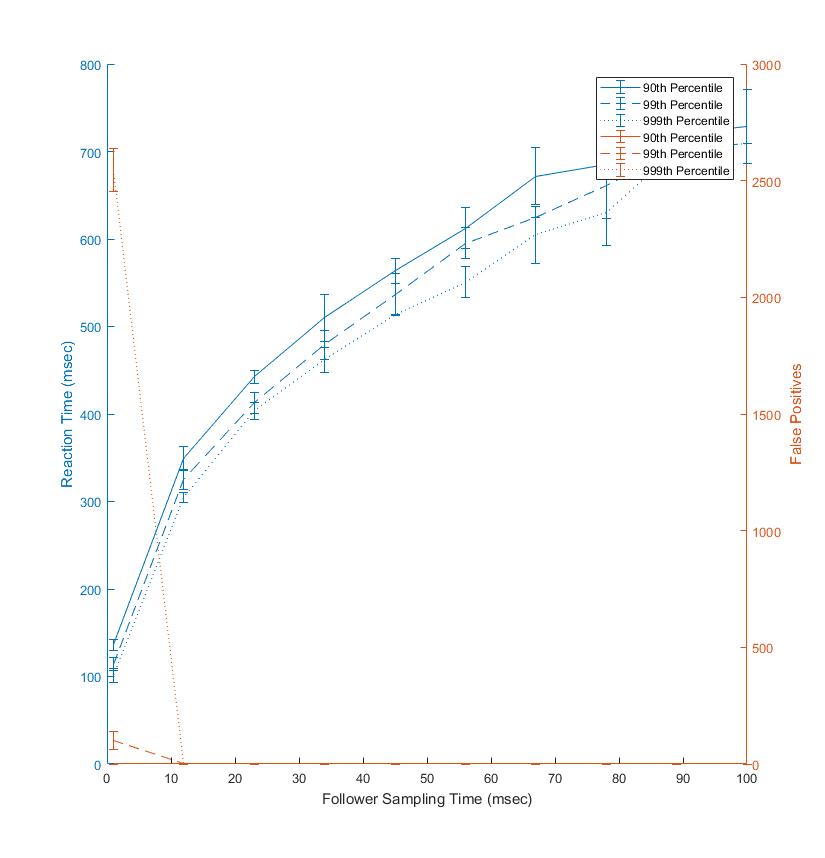 800
700
600
500
400
300
200
100
0
Reaction Time (msec)
3000
2500
2000
1500
1000
500
0
False Positives
90th Percentile
99th Percentile
999th Percentile
90th Percentile
99th Percentile
999th Percentile
0 10 20 30 40 50 60 70 80 90 100
Follower Sampling Time (msec)